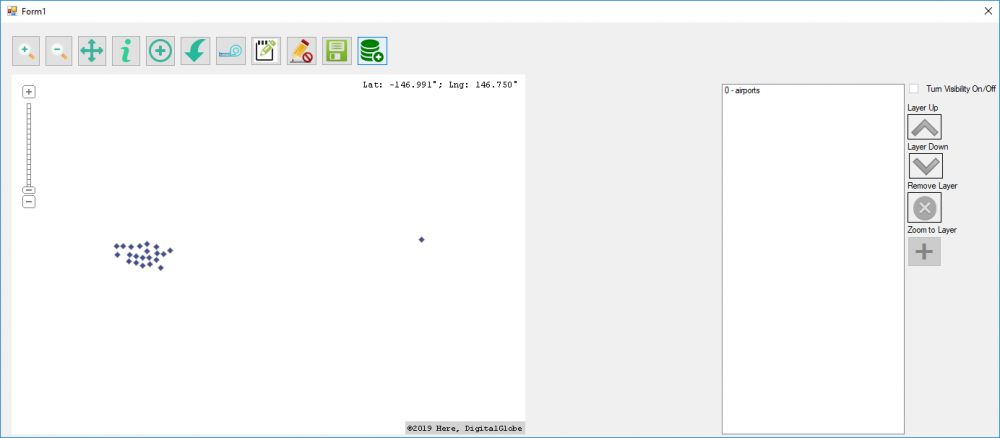 Form1
Lat: -146.991°; Lng: 146.750°
0 - airports
Turn Visibility On/Off
Layer Up
Layer Down
Remove Layer
Zoom to Layer
©2019 Here, DigitalGlobe